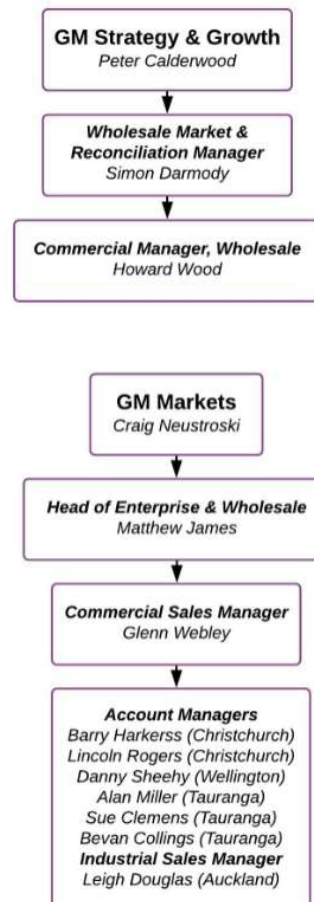 GM Strategy & Growth
Peter Calderwood
Wholesale Market &
Reconciliation Manager
Simon Darmody
Commercial Manager, Wholesale
Howard Wood
GM Markets
Craig Neustroski
Head of Enterprise & Wholesale
Matthew James
Commercial Sales Manager
Glenn Webley
Account Managers
Barry Harkerss (Christchurch)
Lincoln Rogers (Christchurch)
Danny Sheehy (Wellington)
Alan Miller (Tauranga)
Sue Clemens (Tauranga)
Bevan Collings (Tauranga)
Industrial Sales Manager
Leigh Douglas (Auckland)